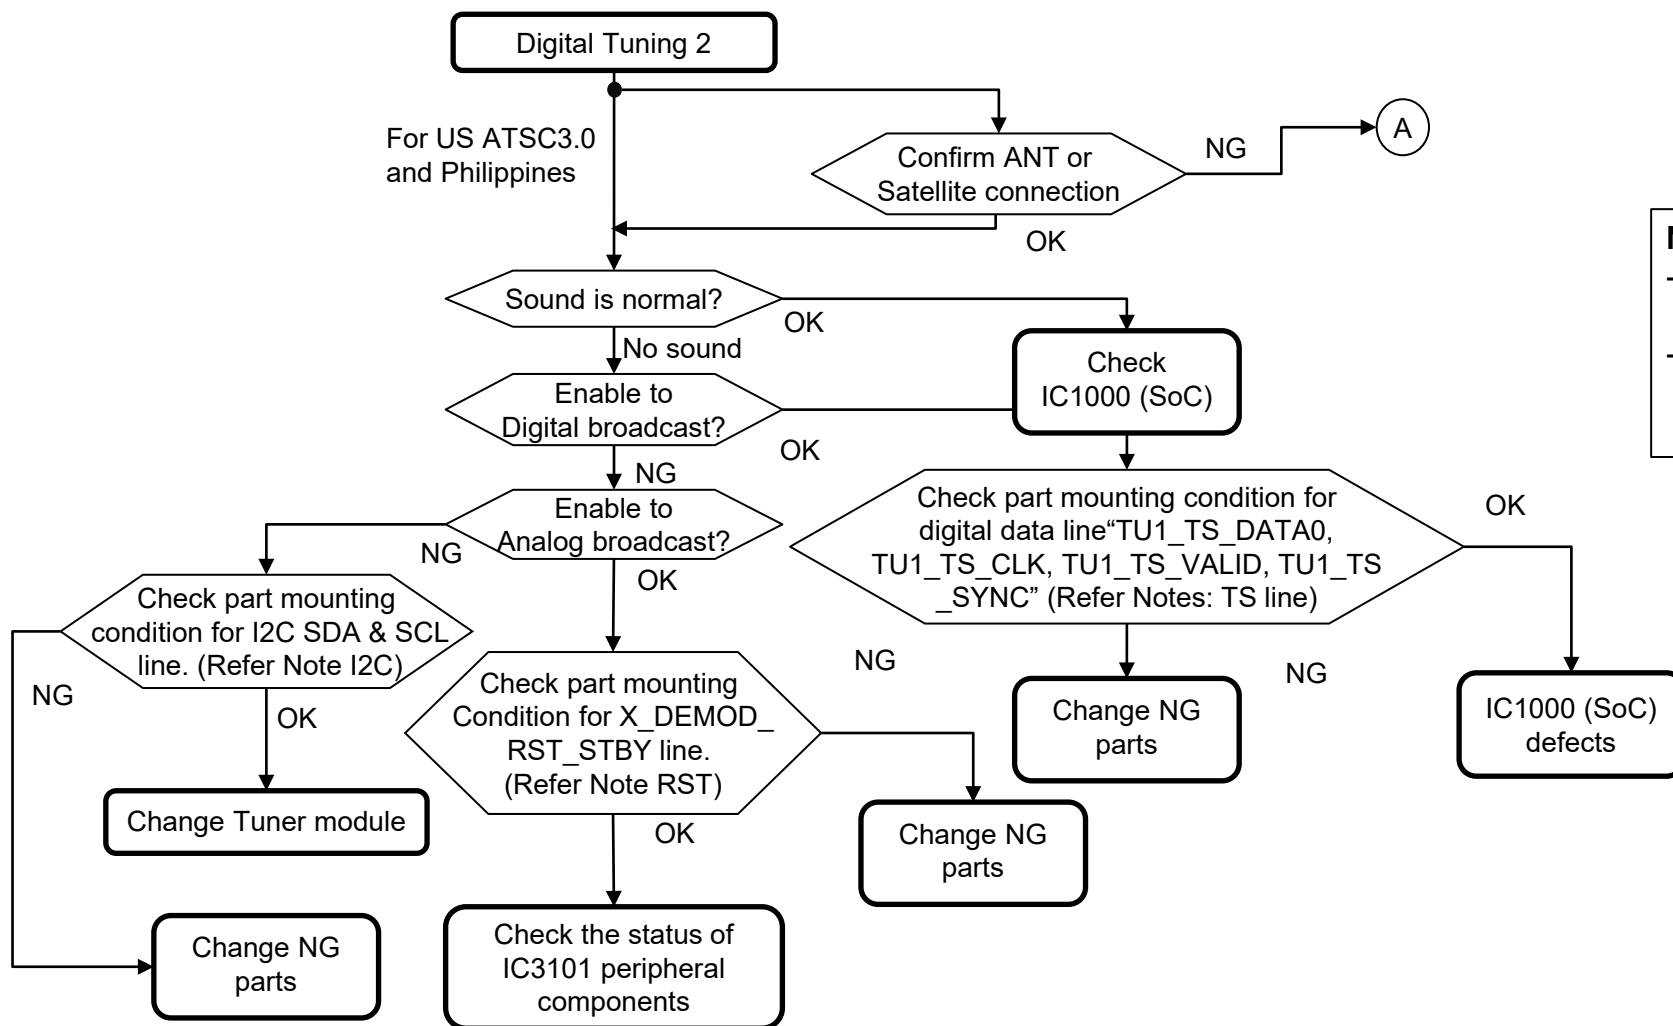 Digital Tuning 2
For US ATSC3.0
and Philippines
Confirm ANT or
Satellite connection
NG
A
OK
Sound is normal?
OK
No sound
Check
IC1000 (SoC)
Enable to
Digital broadcast?
OK
NG
Enable to
Analog broadcast?
NG
OK
Check part mounting condition for
digital data line“TU1_TS_DATA0,
TU1_TS_CLK, TU1_TS_VALID, TU1_TS
_SYNC” (Refer Notes: TS line)
OK
Check part mounting
condition for I2C SDA & SCL
line. (Refer Note I2C)
NG
OK
Check part mounting
Condition for X_DEMOD_
RST_STBY line.
(Refer Note RST)
NG
OK
NG
Change NG
parts
IC1000 (SoC)
defects
Change Tuner module
Change NG
parts
Change NG
parts
Check the status of
IC3101 peripheral
components